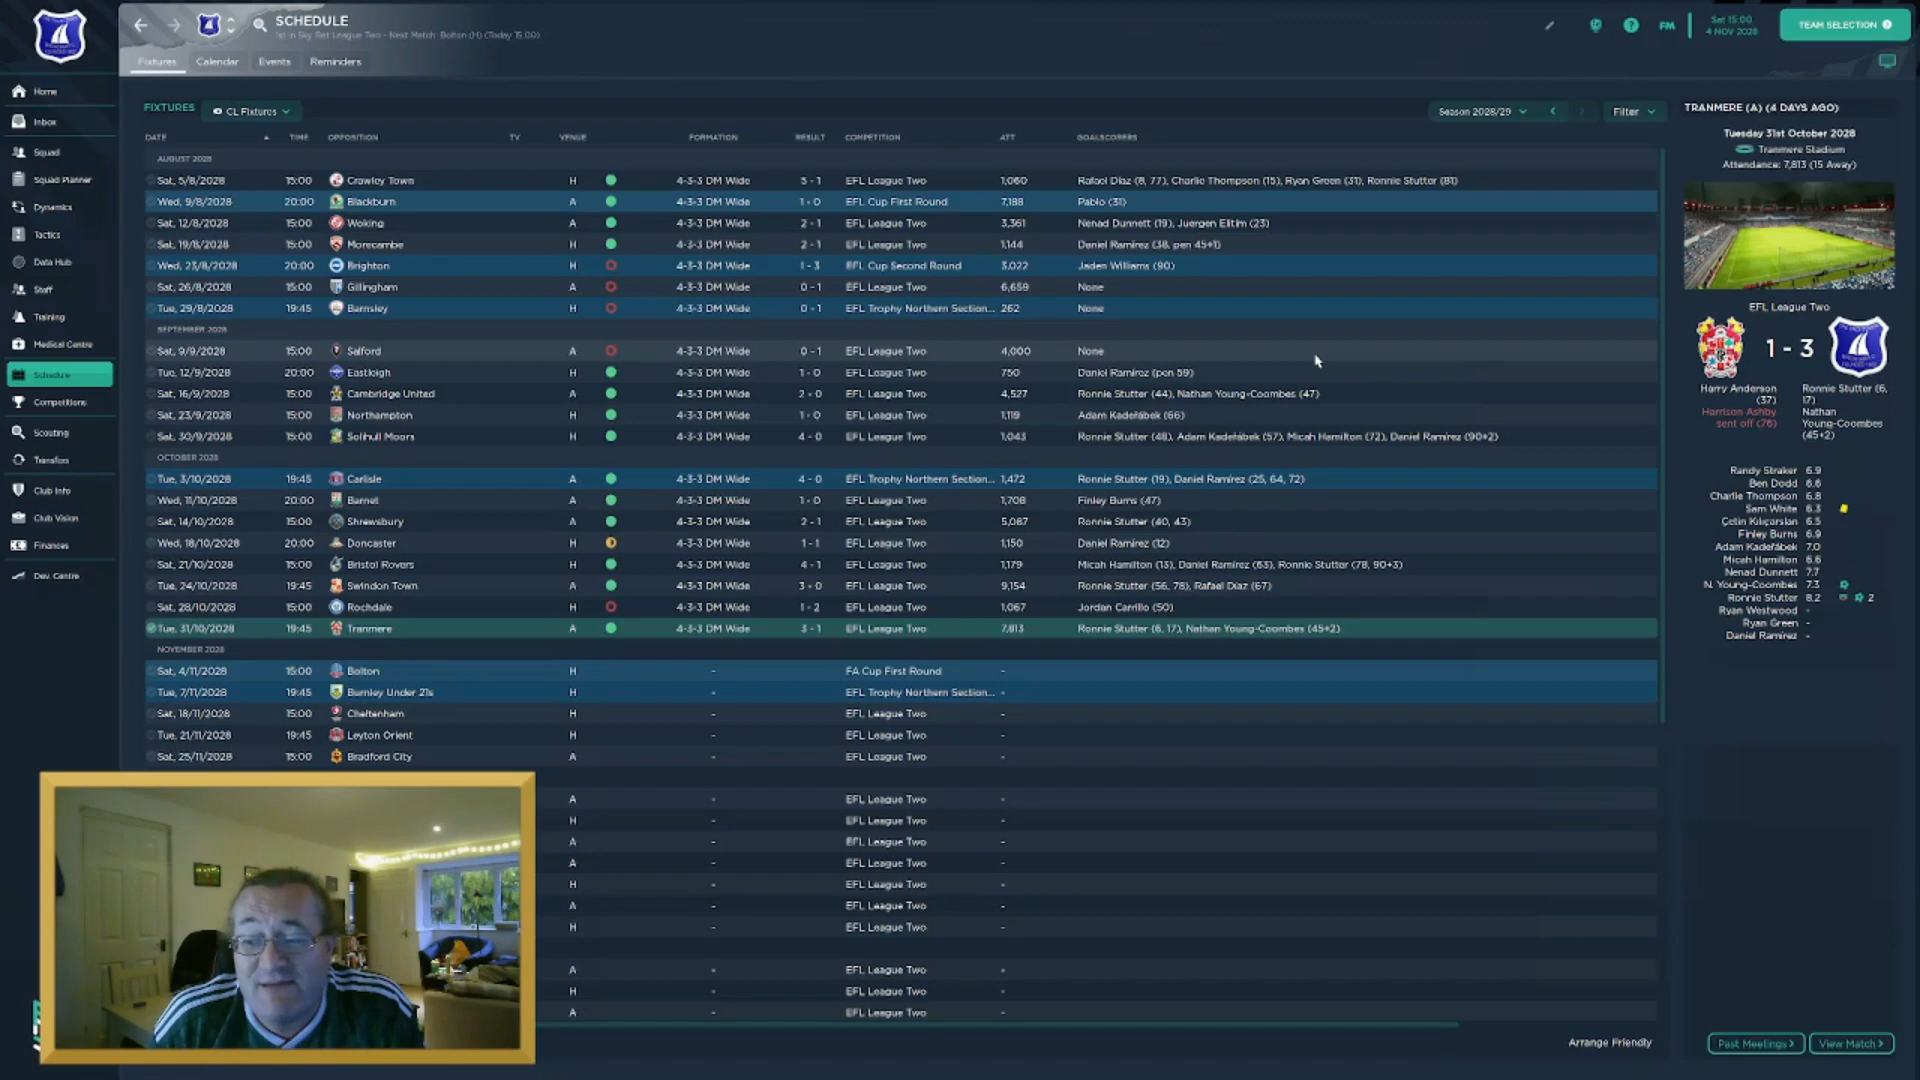 SCHEDULE
1st in Sky Bet League Two - Next Match: Bolton (H) (Today 15:00)
FM
Sat 15:00
4 NOV 2028
TEAM SELECTION
Fixtures Calendar Events Reminders
Home
Inbox
Squad
Squad Planner
Dynamics
Tactics
Data Hub
Staff
Training
Medical Centre
Schedule
Competitions
Scouting
Transfers
Club Info
Club Vision
Finances
Dev. Centre
FIXTURES CL Fixtures Season 2028/29 Filter
DATE TIME OPPOSITION TV VENUE FORMATION RESULT COMPETITION ATT GOALSCORERS
AUGUST 2028
Sat, 5/8/2028 15:00 Crawley Town H 4-3-3 DM Wide 5 - 1 EFL League Two 1,060 Rafael Díaz (8, 77), Charlie Thompson (15), Ryan Green (31), Ronnie Stutter (81)
Wed, 9/8/2028 20:00 Blackburn A 4-3-3 DM Wide 1 - 0 EFL Cup First Round 7,188 Pablo (31)
Sat, 12/8/2028 15:00 Woking A 4-3-3 DM Wide 2 - 1 EFL League Two 3,361 Nenad Dunnett (19), Juergen Elitim (23)
Sat, 19/8/2028 15:00 Morecambe H 4-3-3 DM Wide 2 - 1 EFL League Two 1,144 Daniel Ramírez (38, pen 45+1)
Wed, 23/8/2028 20:00 Brighton H 4-3-3 DM Wide 1 - 3 EFL Cup Second Round 3,022 Jaden Williams (90)
Sat, 26/8/2028 15:00 Gillingham A 4-3-3 DM Wide 0 - 1 EFL League Two 6,659 None
Tue, 29/8/2028 19:45 Barnsley H 4-3-3 DM Wide 0 - 1 EFL Trophy Northern Section... 262 None
SEPTEMBER 2028
Sat, 9/9/2028 15:00 Salford A 4-3-3 DM Wide 0 - 1 EFL League Two 4,000 None
Tue, 12/9/2028 20:00 Eastleigh H 4-3-3 DM Wide 1 - 0 EFL League Two 750 Daniel Ramírez (pen 59)
Sat, 16/9/2028 15:00 Cambridge United A 4-3-3 DM Wide 2 - 0 EFL League Two 4,527 Ronnie Stutter (44), Nathan Young-Coombes (47)
Sat, 23/9/2028 15:00 Northampton H 4-3-3 DM Wide 1 - 0 EFL League Two 1,119 Adam Kadeřábek (66)
Sat, 30/9/2028 15:00 Solihull Moors H 4-3-3 DM Wide 4 - 0 EFL League Two 1,043 Ronnie Stutter (48), Adam Kadeřábek (57), Micah Hamilton (72), Daniel Ramírez (90+2)
OCTOBER 2028
Tue, 3/10/2028 19:45 Carlisle A 4-3-3 DM Wide 4 - 0 EFL Trophy Northern Section... 1,472 Ronnie Stutter (19), Daniel Ramírez (25, 64, 72)
Wed, 11/10/2028 20:00 Barnet A 4-3-3 DM Wide 1 - 0 EFL League Two 1,708 Finley Burns (47)
Sat, 14/10/2028 15:00 Shrewsbury A 4-3-3 DM Wide 2 - 1 EFL League Two 5,087 Ronnie Stutter (40, 43)
Wed, 18/10/2028 20:00 Doncaster H 4-3-3 DM Wide 1 - 1 EFL League Two 1,150 Daniel Ramírez (12)
Sat, 21/10/2028 15:00 Bristol Rovers H 4-3-3 DM Wide 4 - 1 EFL League Two 1,179 Micah Hamilton (13), Daniel Ramírez (63), Ronnie Stutter (78, 90+3)
Tue, 24/10/2028 19:45 Swindon Town A 4-3-3 DM Wide 3 - 0 EFL League Two 9,154 Ronnie Stutter (56, 78), Rafael Díaz (67)
Sat, 28/10/2028 15:00 Rochdale H 4-3-3 DM Wide 1 - 2 EFL League Two 1,067 Jordan Carrillo (50)
Tue, 31/10/2028 19:45 Tranmere A 4-3-3 DM Wide 3 - 1 EFL League Two 7,813 Ronnie Stutter (6, 17), Nathan Young-Coombes (45+2)
NOVEMBER 2028
Sat, 4/11/2028 15:00 Bolton H - FA Cup First Round -
Tue, 7/11/2028 19:45 Burnley Under 21s H - EFL Trophy Northern Section... -
Sat, 18/11/2028 15:00 Cheltenham H - EFL League Two -
Tue, 21/11/2028 19:45 Leyton Orient H - EFL League Two -
Sat, 25/11/2028 15:00 Bradford City A - EFL League Two -
A - EFL League Two -
H - EFL League Two -
A - EFL League Two -
A - EFL League Two -
H - EFL League Two -
A - EFL League Two -
H - EFL League Two -
A - EFL League Two -
H - EFL League Two -
A - EFL League Two -
Arrange Friendly
TRANMERE (A) (4 DAYS AGO)
Tuesday 31st October 2028
Tranmere Stadium
Attendance: 7,813 (15 Away)
EFL League Two
1 - 3
Harry Anderson (37)
Harrison Ashby sent off (76)
Ronnie Stutter (6, 17)
Nathan Young-Coombes (45+2)
Randy Straker 6.9
Ben Dodd 6.6
Charlie Thompson 6.8
Sam White 6.3
Çetin Kılıçarslan 6.5
Finley Burns 6.9
Adam Kadeřábek 7.0
Micah Hamilton 6.6
Nenad Dunnett 7.7
N. Young-Coombes 7.3
Ronnie Stutter 8.2 2
Ryan Westwood -
Ryan Green -
Daniel Ramírez -
Past Meetings >
View Match >